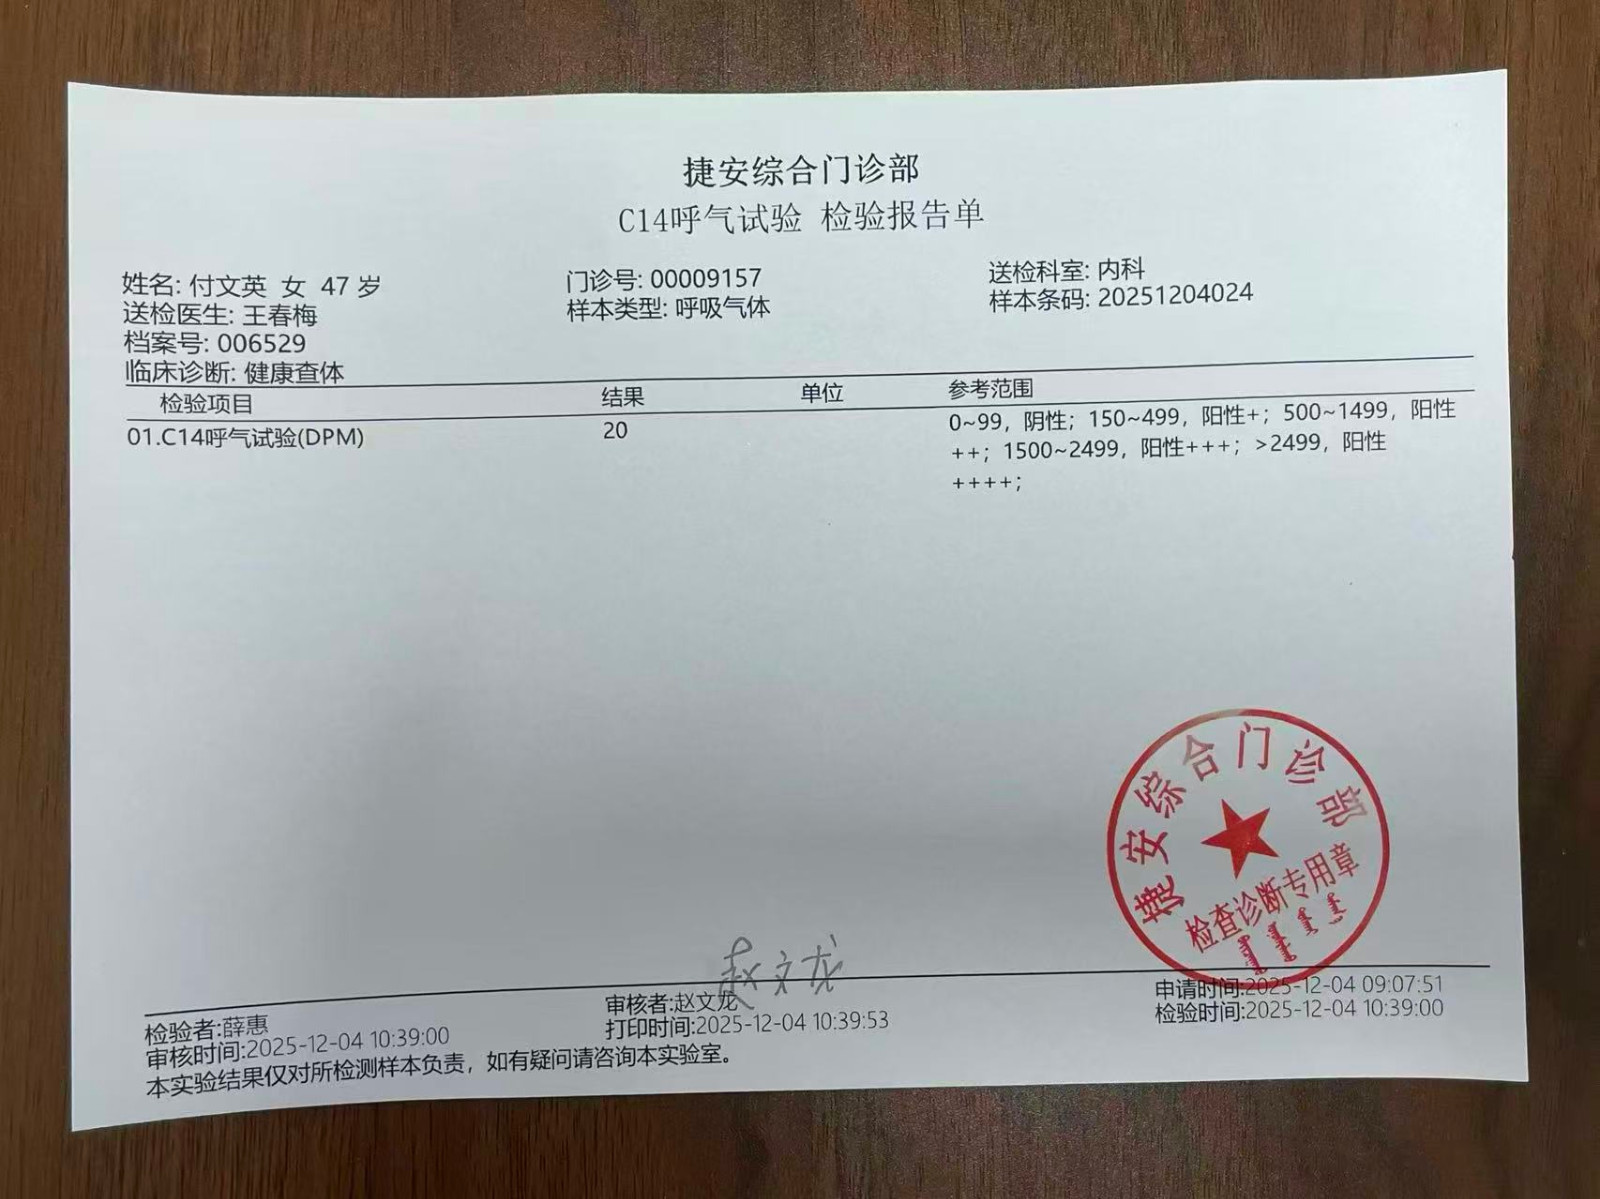 捷安综合门诊部
C14呼气试验 检验报告单
姓名: 付文英 女 47 岁 门诊号: 00009157 送检科室: 内科
送检医生: 王春梅 样本类型: 呼吸气体 样本条码: 20251204024
档案号: 006529
临床诊断: 健康查体
检验项目 结果 单位 参考范围
01.C14呼气试验(DPM) 20 0~99, 阴性; 150~499, 阳性+; 500~1499, 阳性
++; 1500~2499, 阳性+++; >2499, 阳性
++++;
捷安综合门诊部
检查诊断专用章
赵文龙
检验者:薛惠 审核者:赵文龙 申请时间:2025-12-04 09:07:51
审核时间:2025-12-04 10:39:00 打印时间:2025-12-04 10:39:53 检验时间:2025-12-04 10:39:00
本实验结果仅对所检测样本负责，如有疑问请咨询本实验室。